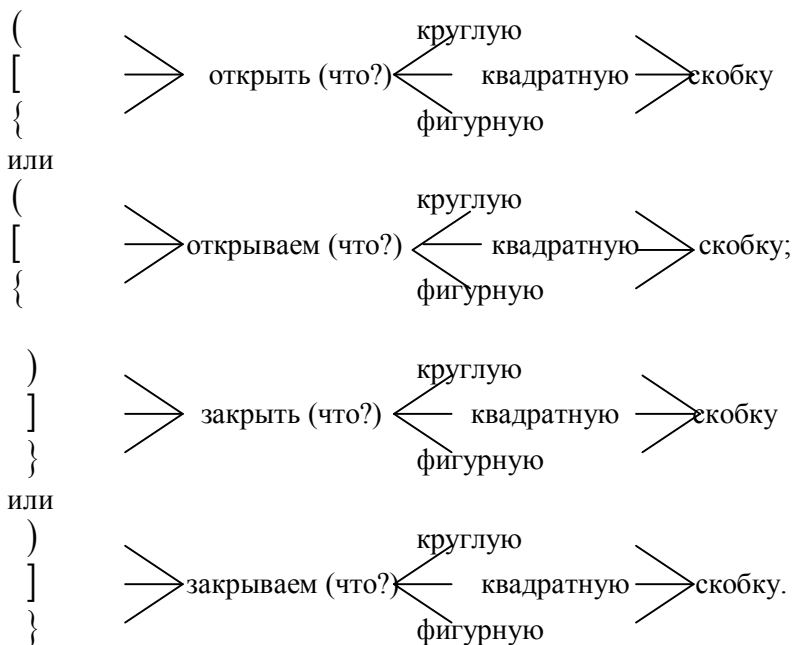 ( круглую
[ открыть (что?) квадратную скобку
{ фигурную
или
( круглую
[ открываем (что?) квадратную скобку;
{ фигурную
) круглую
] закрыть (что?) квадратную скобку
} фигурную
или
) круглую
] закрываем (что?) квадратную скобку.
} фигурную